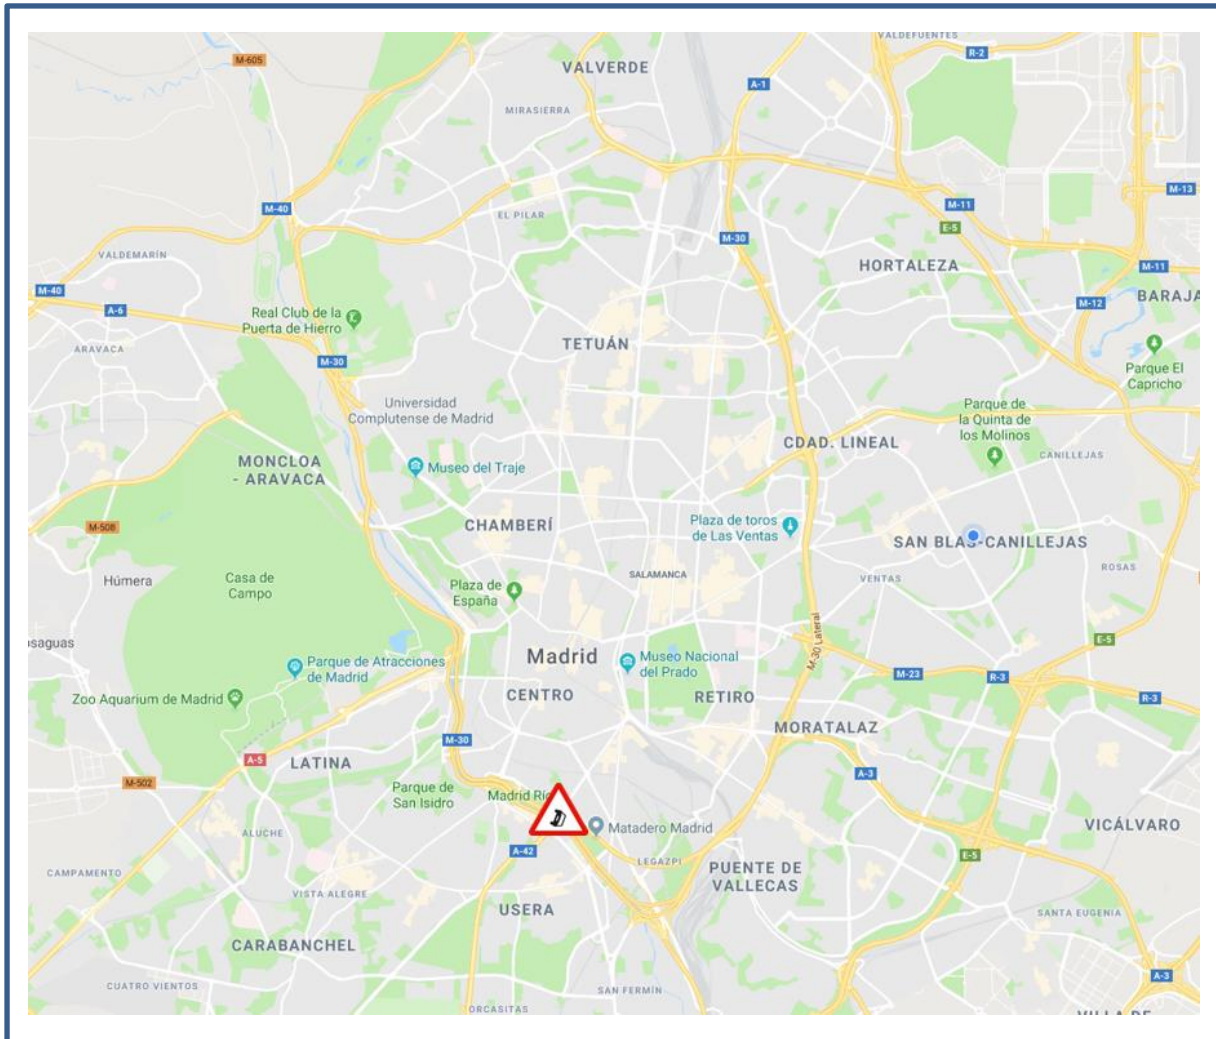 VALDEFUENTES
R-2
M-605
VALVERDE
A-1
MIRASIERRA
M-13
M-40
M-11
EL PILAR
E-5
M-30
VALDEMARÍN
HORTALEZA
M-11
M-40
M-12
BARAJA
A-6
Real Club de la
Puerta de Hierro
TETUÁN
ARAVACA
M-30
Parque El
Capricho
Universidad
Complutense de Madrid
Parque de
la Quinta de
los Molinos
CDAD. LINEAL
CANILLEJAS
MONCLOA
- ARAVACA
Museo del Traje
CHAMBERÍ
Plaza de toros
de Las Ventas
M-508
SAN BLAS-CANILLEJAS
Húmera
Casa de
Campo
Plaza de
España
SALAMANCA
VENTAS
ROSAS
osaguas
M-30 Lateral
E-5
Parque de Atracciones
de Madrid
Madrid
Museo Nacional
del Prado
M-23
R-3
R-3
Zoo Aquarium de Madrid
CENTRO
RETIRO
MORATALAZ
M-30
A-5
LATINA
A-3
M-502
Parque de
San Isidro
Madrid Río
Matadero Madrid
VICÁLVARO
ALUCHE
A-42
LEGAZPI
E-5
CAMPAMENTO
PUENTE DE
VALLECAS
VISTA ALEGRE
USERA
SANTA EUGENIA
CARABANCHEL
A-3
CUATRO VIENTOS
SAN FERMÍN
ORCASITAS
VILLA DE